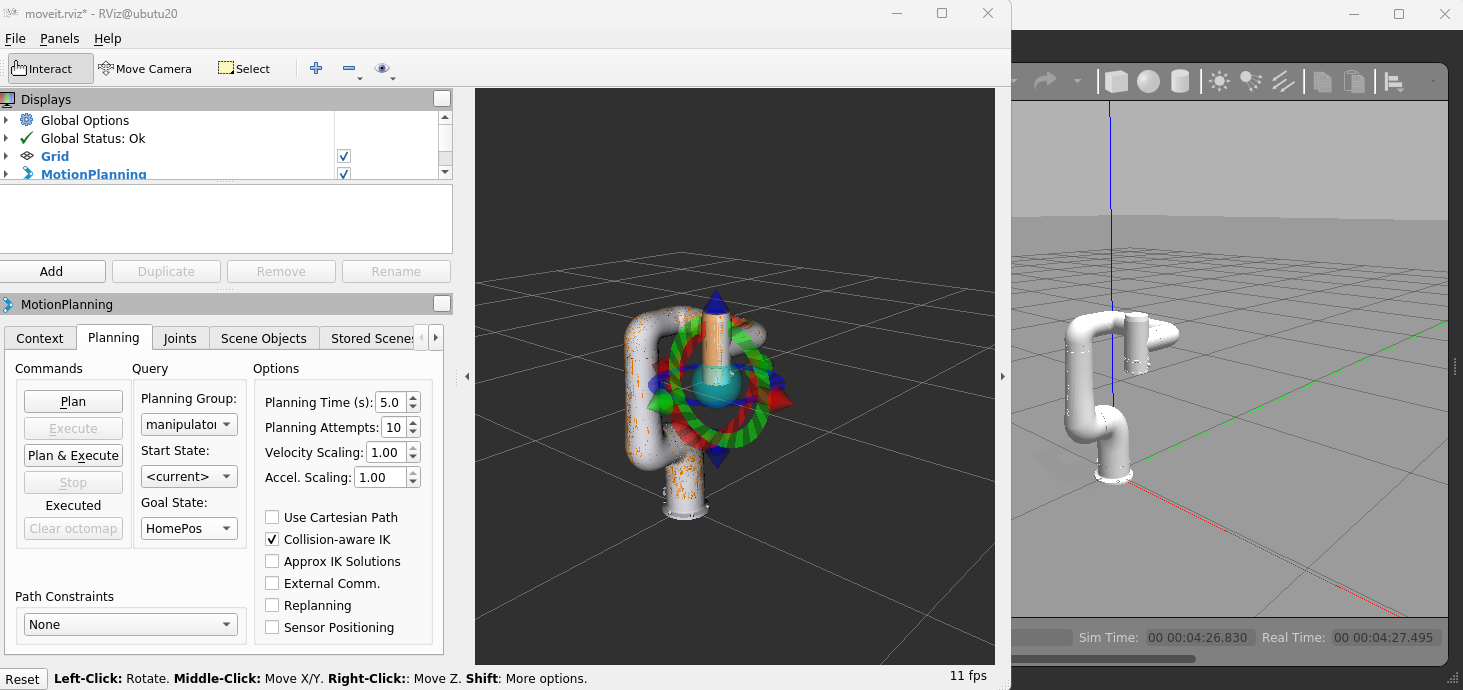 moveit.rviz* - RViz@ubutu20
File Panels Help
Interact Move Camera Select
Displays
Global Options
Global Status: Ok
Grid
MotionPlanning
Add Duplicate Remove Rename
MotionPlanning
Context Planning Joints Scene Objects Stored Scenes
Commands Query Options
Plan
Execute
Plan & Execute
Stop
Executed
Clear octomap
Planning Group:
manipulator
Start State:
<current>
Goal State:
HomePos
Planning Time (s): 5.0
Planning Attempts: 10
Velocity Scaling: 1.00
Accel. Scaling: 1.00
Use Cartesian Path
Collision-aware IK
Approx IK Solutions
External Comm.
Replanning
Sensor Positioning
Path Constraints
None
Reset Left-Click: Rotate. Middle-Click: Move X/Y. Right-Click:: Move Z. Shift: More options. 11 fps
Sim Time: 00 00:04:26.830 Real Time: 00 00:04:27.495